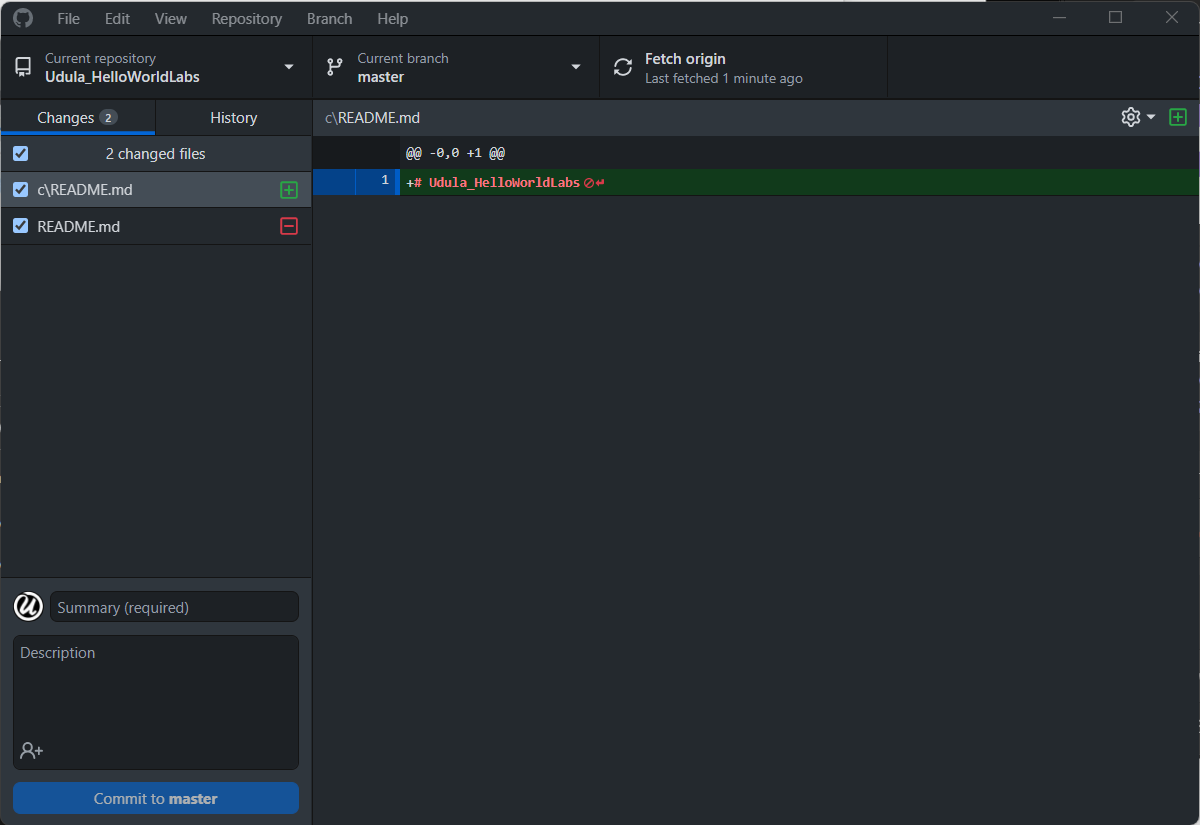 File Edit View Repository Branch Help
Current repository
Udula_HelloWorldLabs
Current branch
master
Fetch origin
Last fetched 1 minute ago
Changes 2
History
c\README.md
2 changed files
@@ -0,0 +1 @@
c\README.md
1 +# Udula_HelloWorldLabs
README.md
Summary (required)
Description
Commit to master